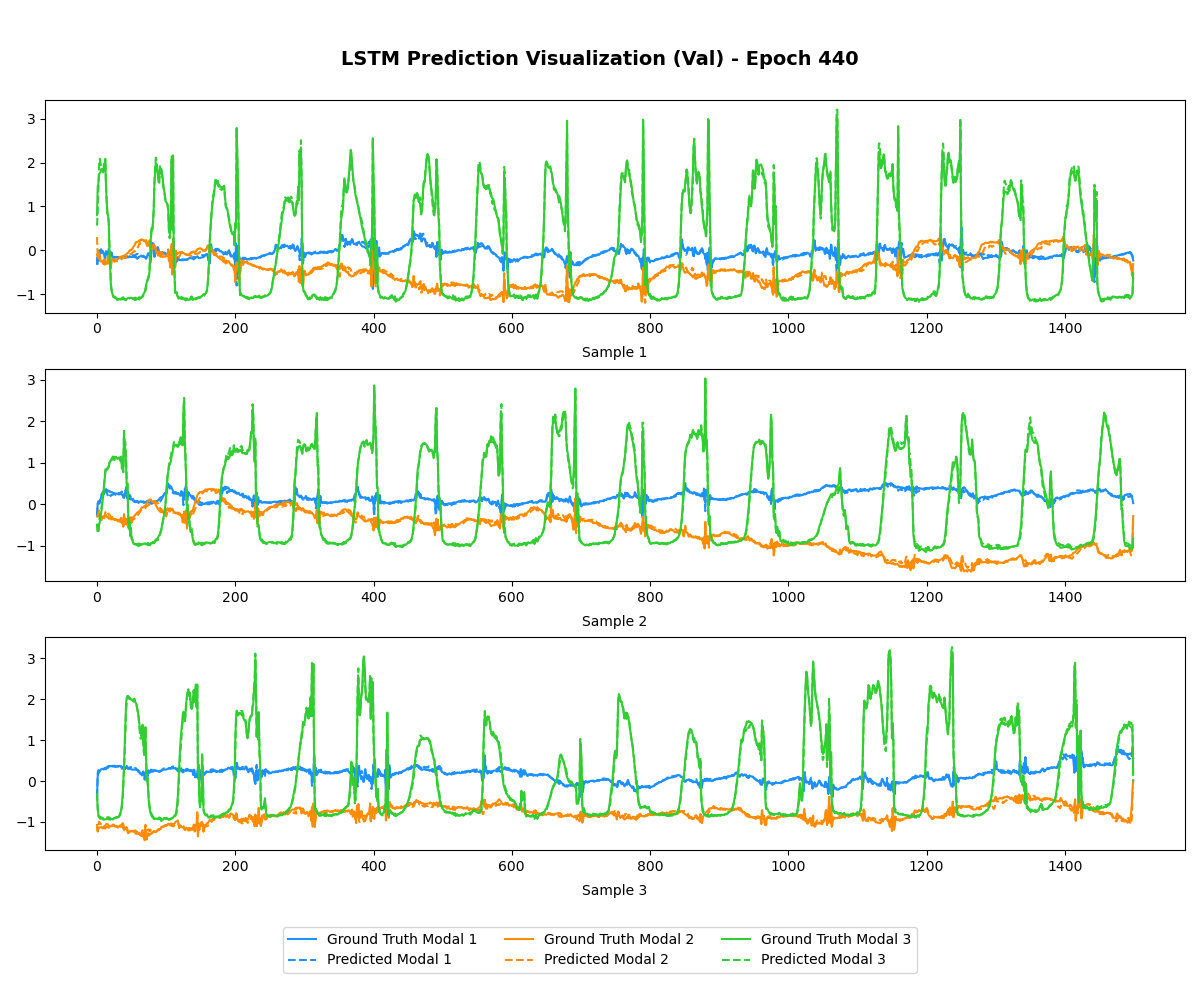 LSTM Prediction Visualization (Val) - Epoch 440
3
2
1
0
−1
0 200 400 600 800 1000 1200 1400
Sample 1
3
2
1
0
−1
0 200 400 600 800 1000 1200 1400
Sample 2
3
2
1
0
−1
0 200 400 600 800 1000 1200 1400
Sample 3
Ground Truth Modal 1 Ground Truth Modal 2 Ground Truth Modal 3
Predicted Modal 1 Predicted Modal 2 Predicted Modal 3